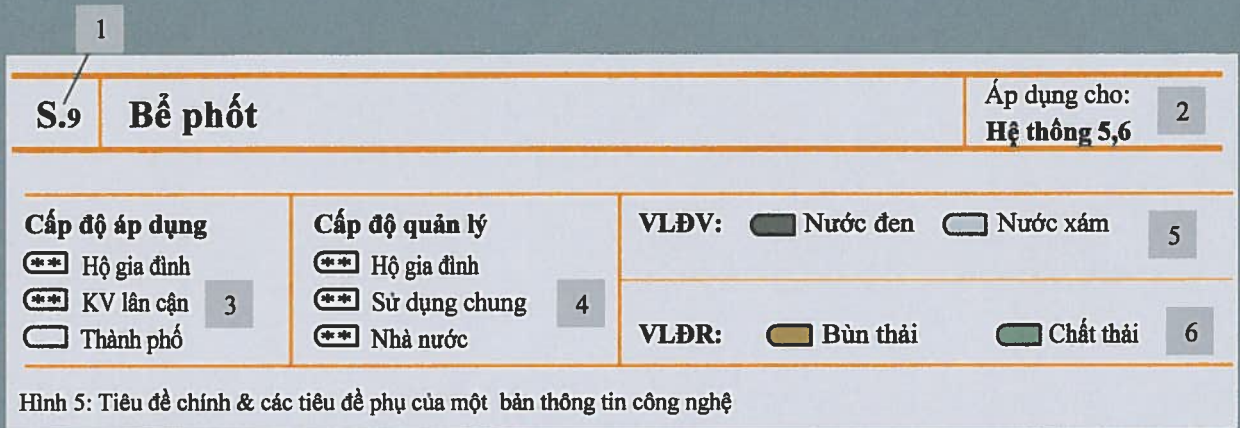 1
S.9 Bể phốt
Áp dụng cho:
Hệ thống 5,6
2
Cấp độ áp dụng
** Hộ gia đình
** KV lân cận
Thành phố
3
Cấp độ quản lý
** Hộ gia đình
** Sử dụng chung
** Nhà nước
4
VLĐV: Nước đen Nước xám
5
VLĐR: Bùn thải Chất thải
6
Hình 5: Tiêu đề chính & các tiêu đề phụ của một bản thông tin công nghệ